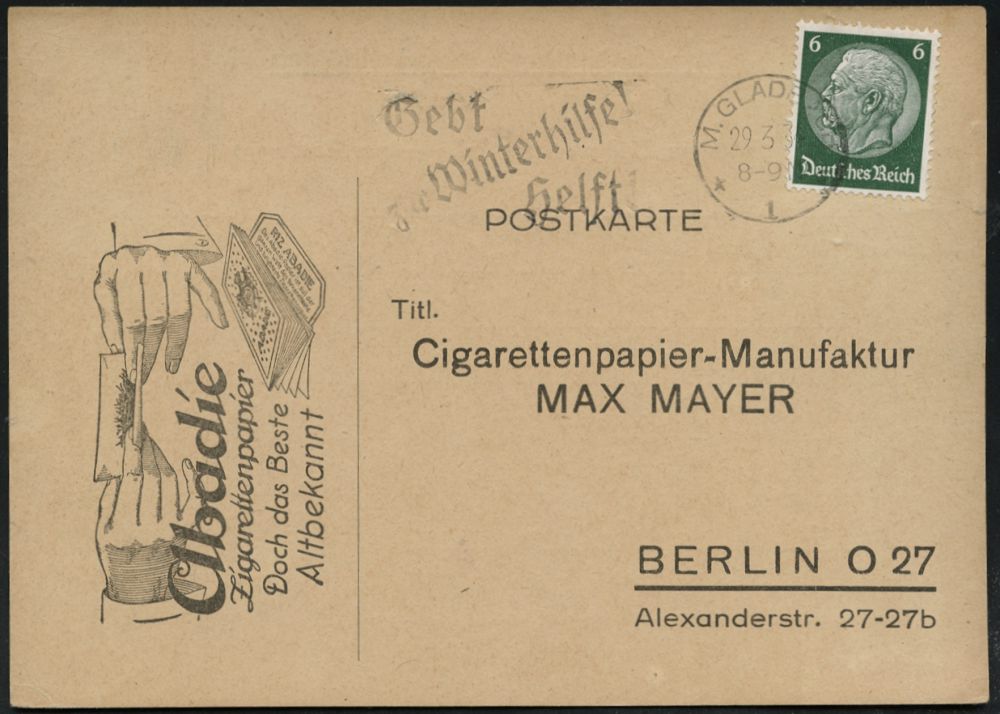 6 6
Deutsches Reich
M. GLAD
29 3 3
8-9
1
Gebt
Winterhilfe!
Helft!
POSTKARTE
Titl.
Cigarettenpapier-Manufaktur
MAX MAYER
BERLIN O 27
Alexanderstr. 27-27b
RIZ ABADIE
Abadie
Zigarettenpapier
Doch das Beste
Altbekannt